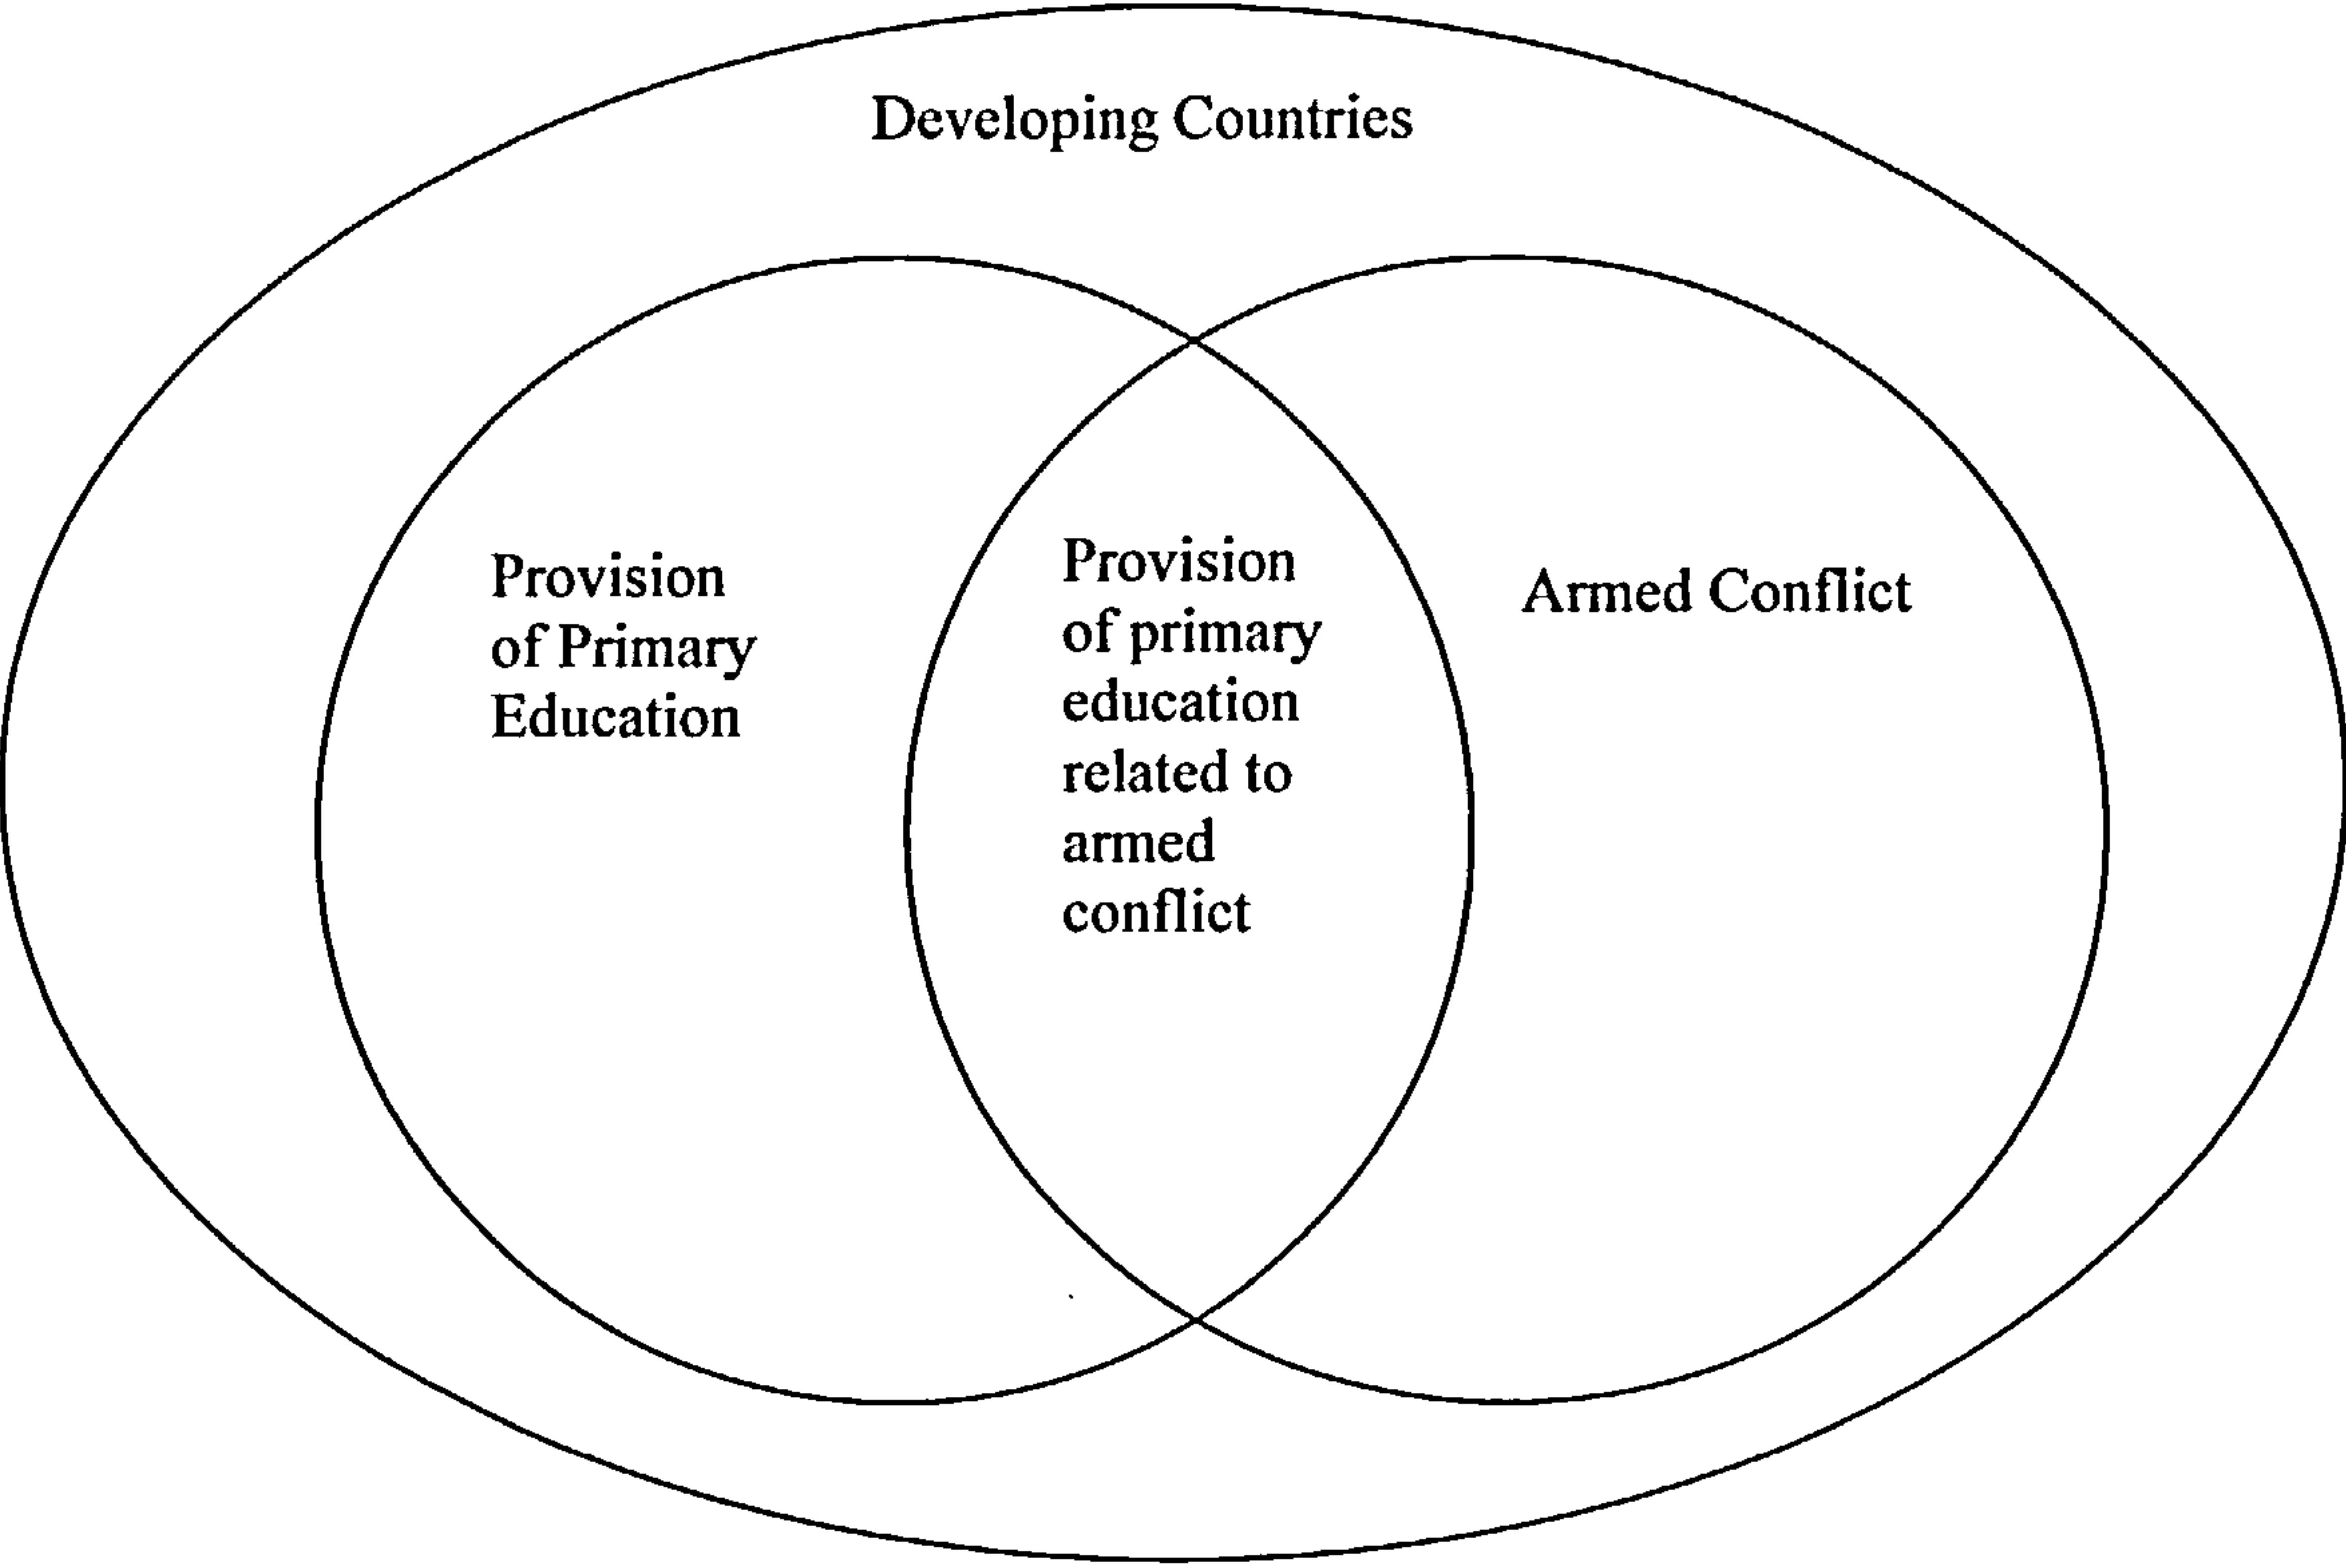 Developing Countries
Provision
of Primary
Education
Provision
of primary
education
related to
armed
conflict
Armed Conflict